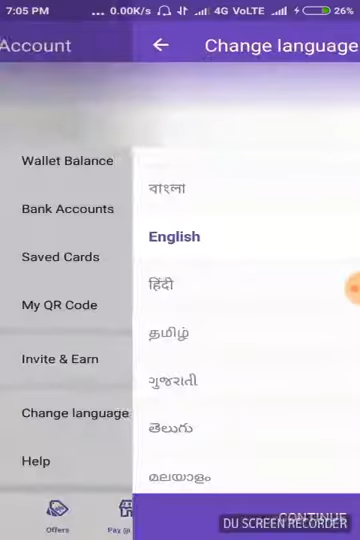 7:05 PM ... 0.00K/s 4G VoLTE 26%
Account
Change language
Wallet Balance
Bank Accounts
Saved Cards
My QR Code
Invite & Earn
Change language
Help
বাংলা
English
हिंदी
தமிழ்
ગુજરાતી
తెలుగు
മലയാളം
Offers
Pay @
CONTINUE
DU SCREEN RECORDER